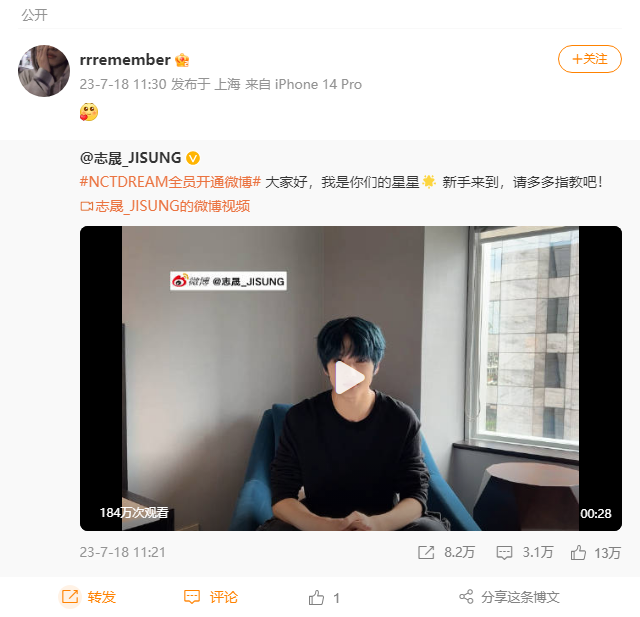 公开
rrremember
+关注
23-7-18 11:30 发布于 上海 来自 iPhone 14 Pro
@志晟_JISUNG
#NCTDREAM全员开通微博# 大家好，我是你们的星星🌟 新手来到，请多多指教吧！
志晟_JISUNG的微博视频
微博 @志晟_JISUNG
184万次观看
00:28
23-7-18 11:21
8.2万
3.1万
13万
转发
评论
1
分享这条博文